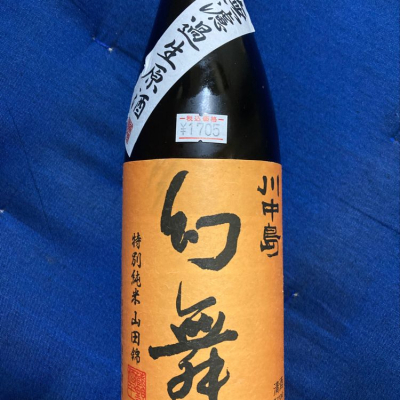 無濾過生原酒
税込価格
¥1705
川中島
幻舞
特別純米 山田錦